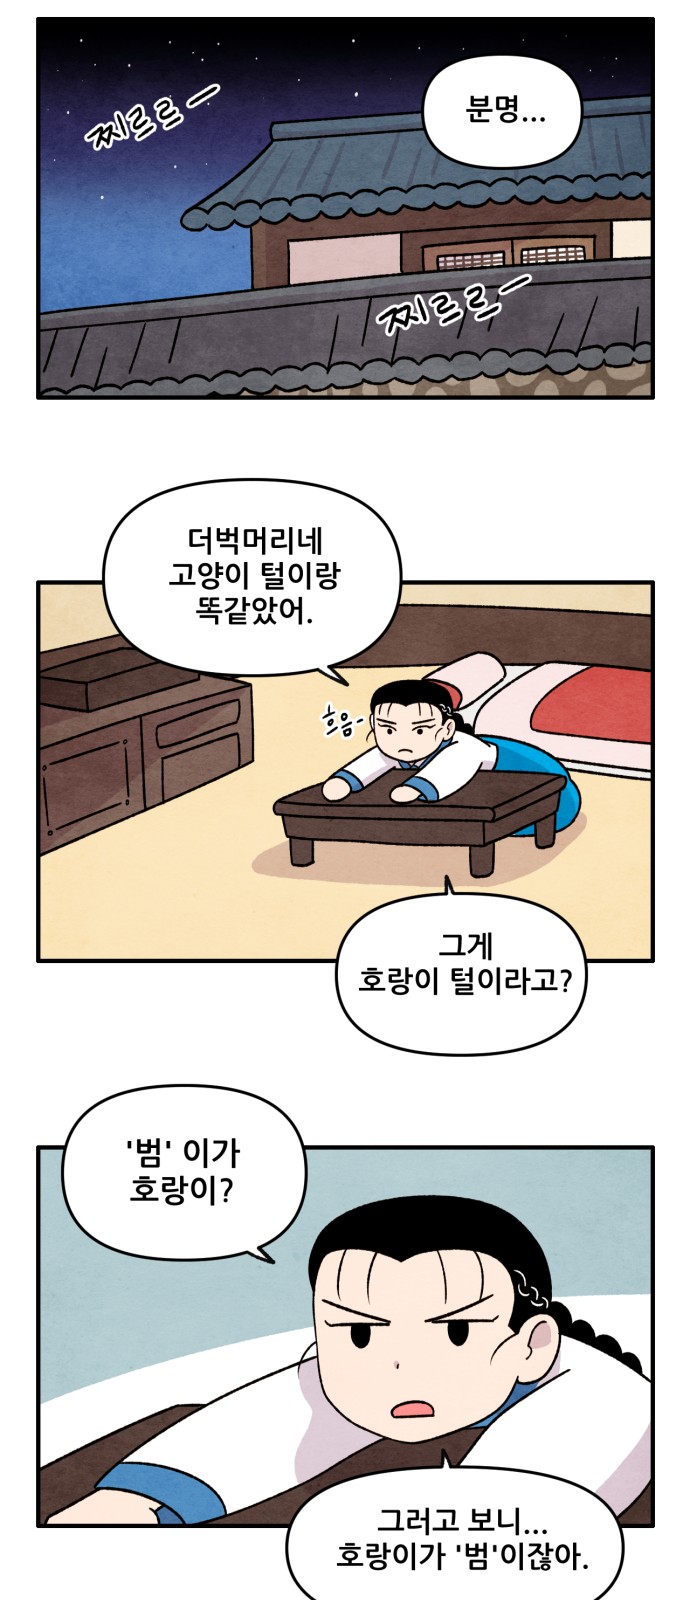 찌르르ー
분명...
찌르르ー
더벅머리네
고양이 털이랑
똑같았어.
흐음-
그게
호랑이 털이라고?
'범' 이가
호랑이?
그러고 보니...
호랑이가 '범'이잖아.